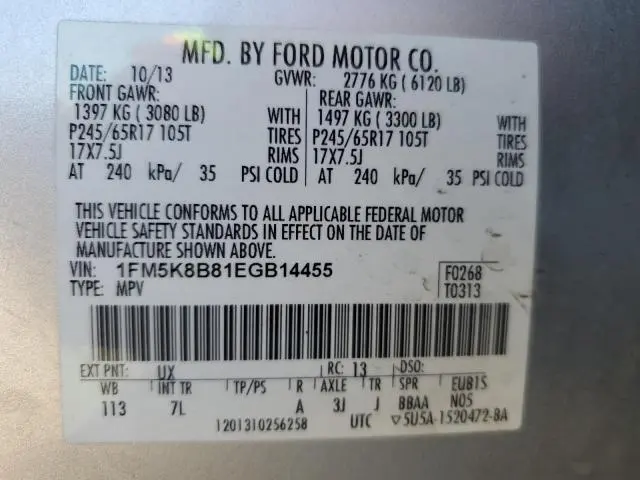 MFD. BY FORD MOTOR CO.
DATE: 10/13 GVWR: 2776 KG ( 6120 LB)
FRONT GAWR: REAR GAWR:
1397 KG ( 3080 LB) WITH 1497 KG ( 3300 LB) WITH
P245/65R17 105T TIRES P245/65R17 105T TIRES
17X7.5J RIMS 17X7.5J RIMS
AT 240 kPa/ 35 PSI COLD AT 240 kPa/ 35 PSI COLD
THIS VEHICLE CONFORMS TO ALL APPLICABLE FEDERAL MOTOR
VEHICLE SAFETY STANDARDS IN EFFECT ON THE DATE OF
MANUFACTURE SHOWN ABOVE.
VIN: 1FM5K8B81EGB14455 F0268
TYPE: MPV T0313
EXT PNT: UX RC: 13 DSO:
WB INT TR TP/PS R AXLE TR SPR EUB1S
113 7L A 3J J BBAA N05
1201310256258 UTC ▽5U5A-1520472-BA